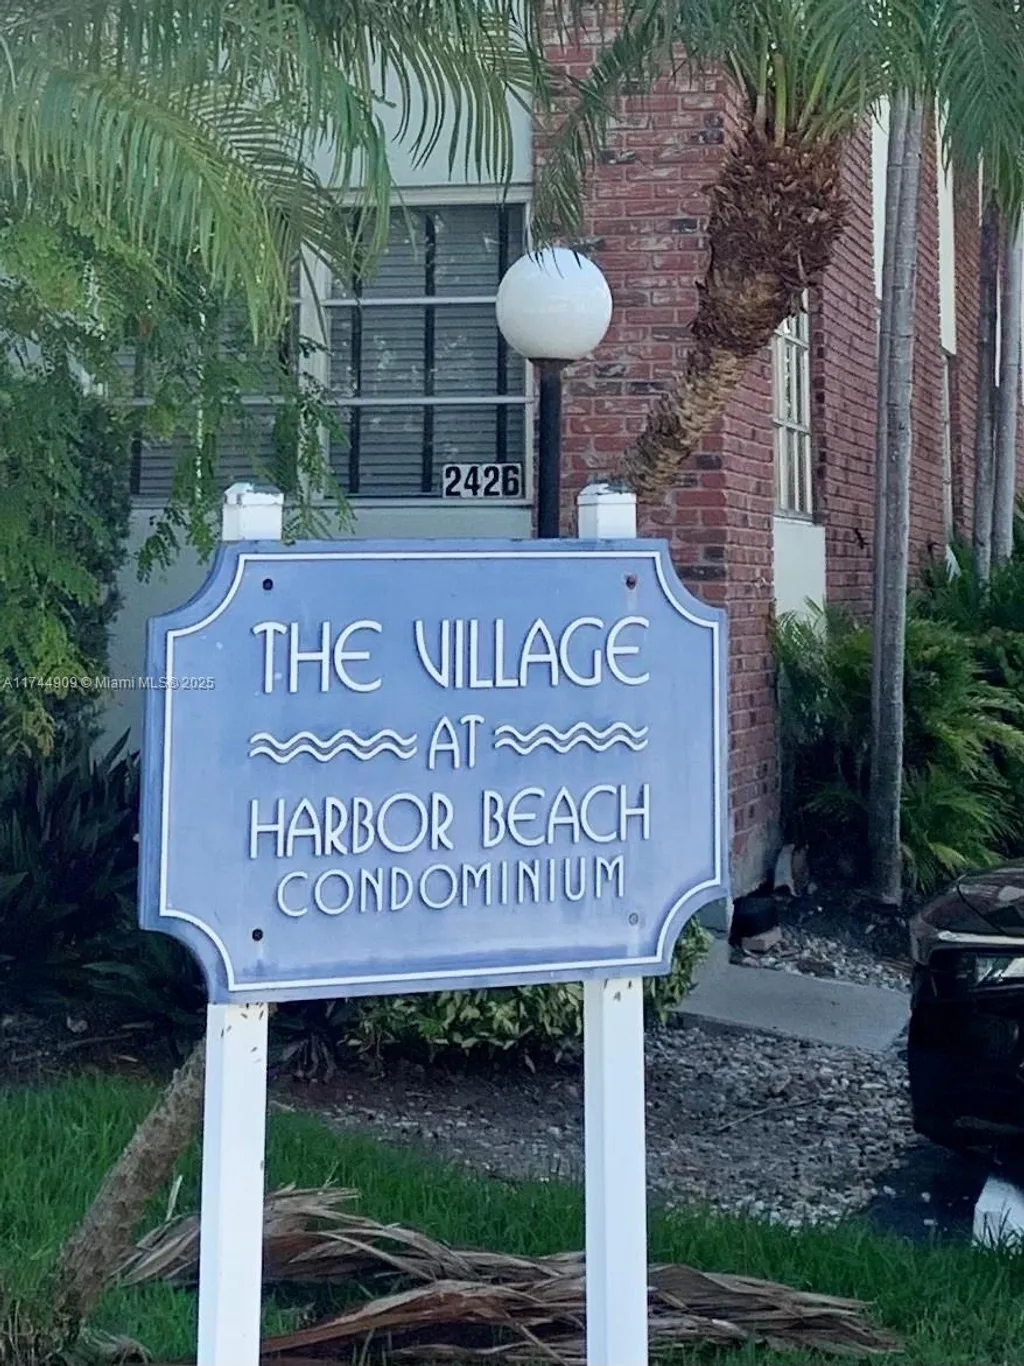 2426
THE VILLAGE
AT
HARBOR BEACH
CONDOMINIUM
A11744909 © Miami MLS® 2025